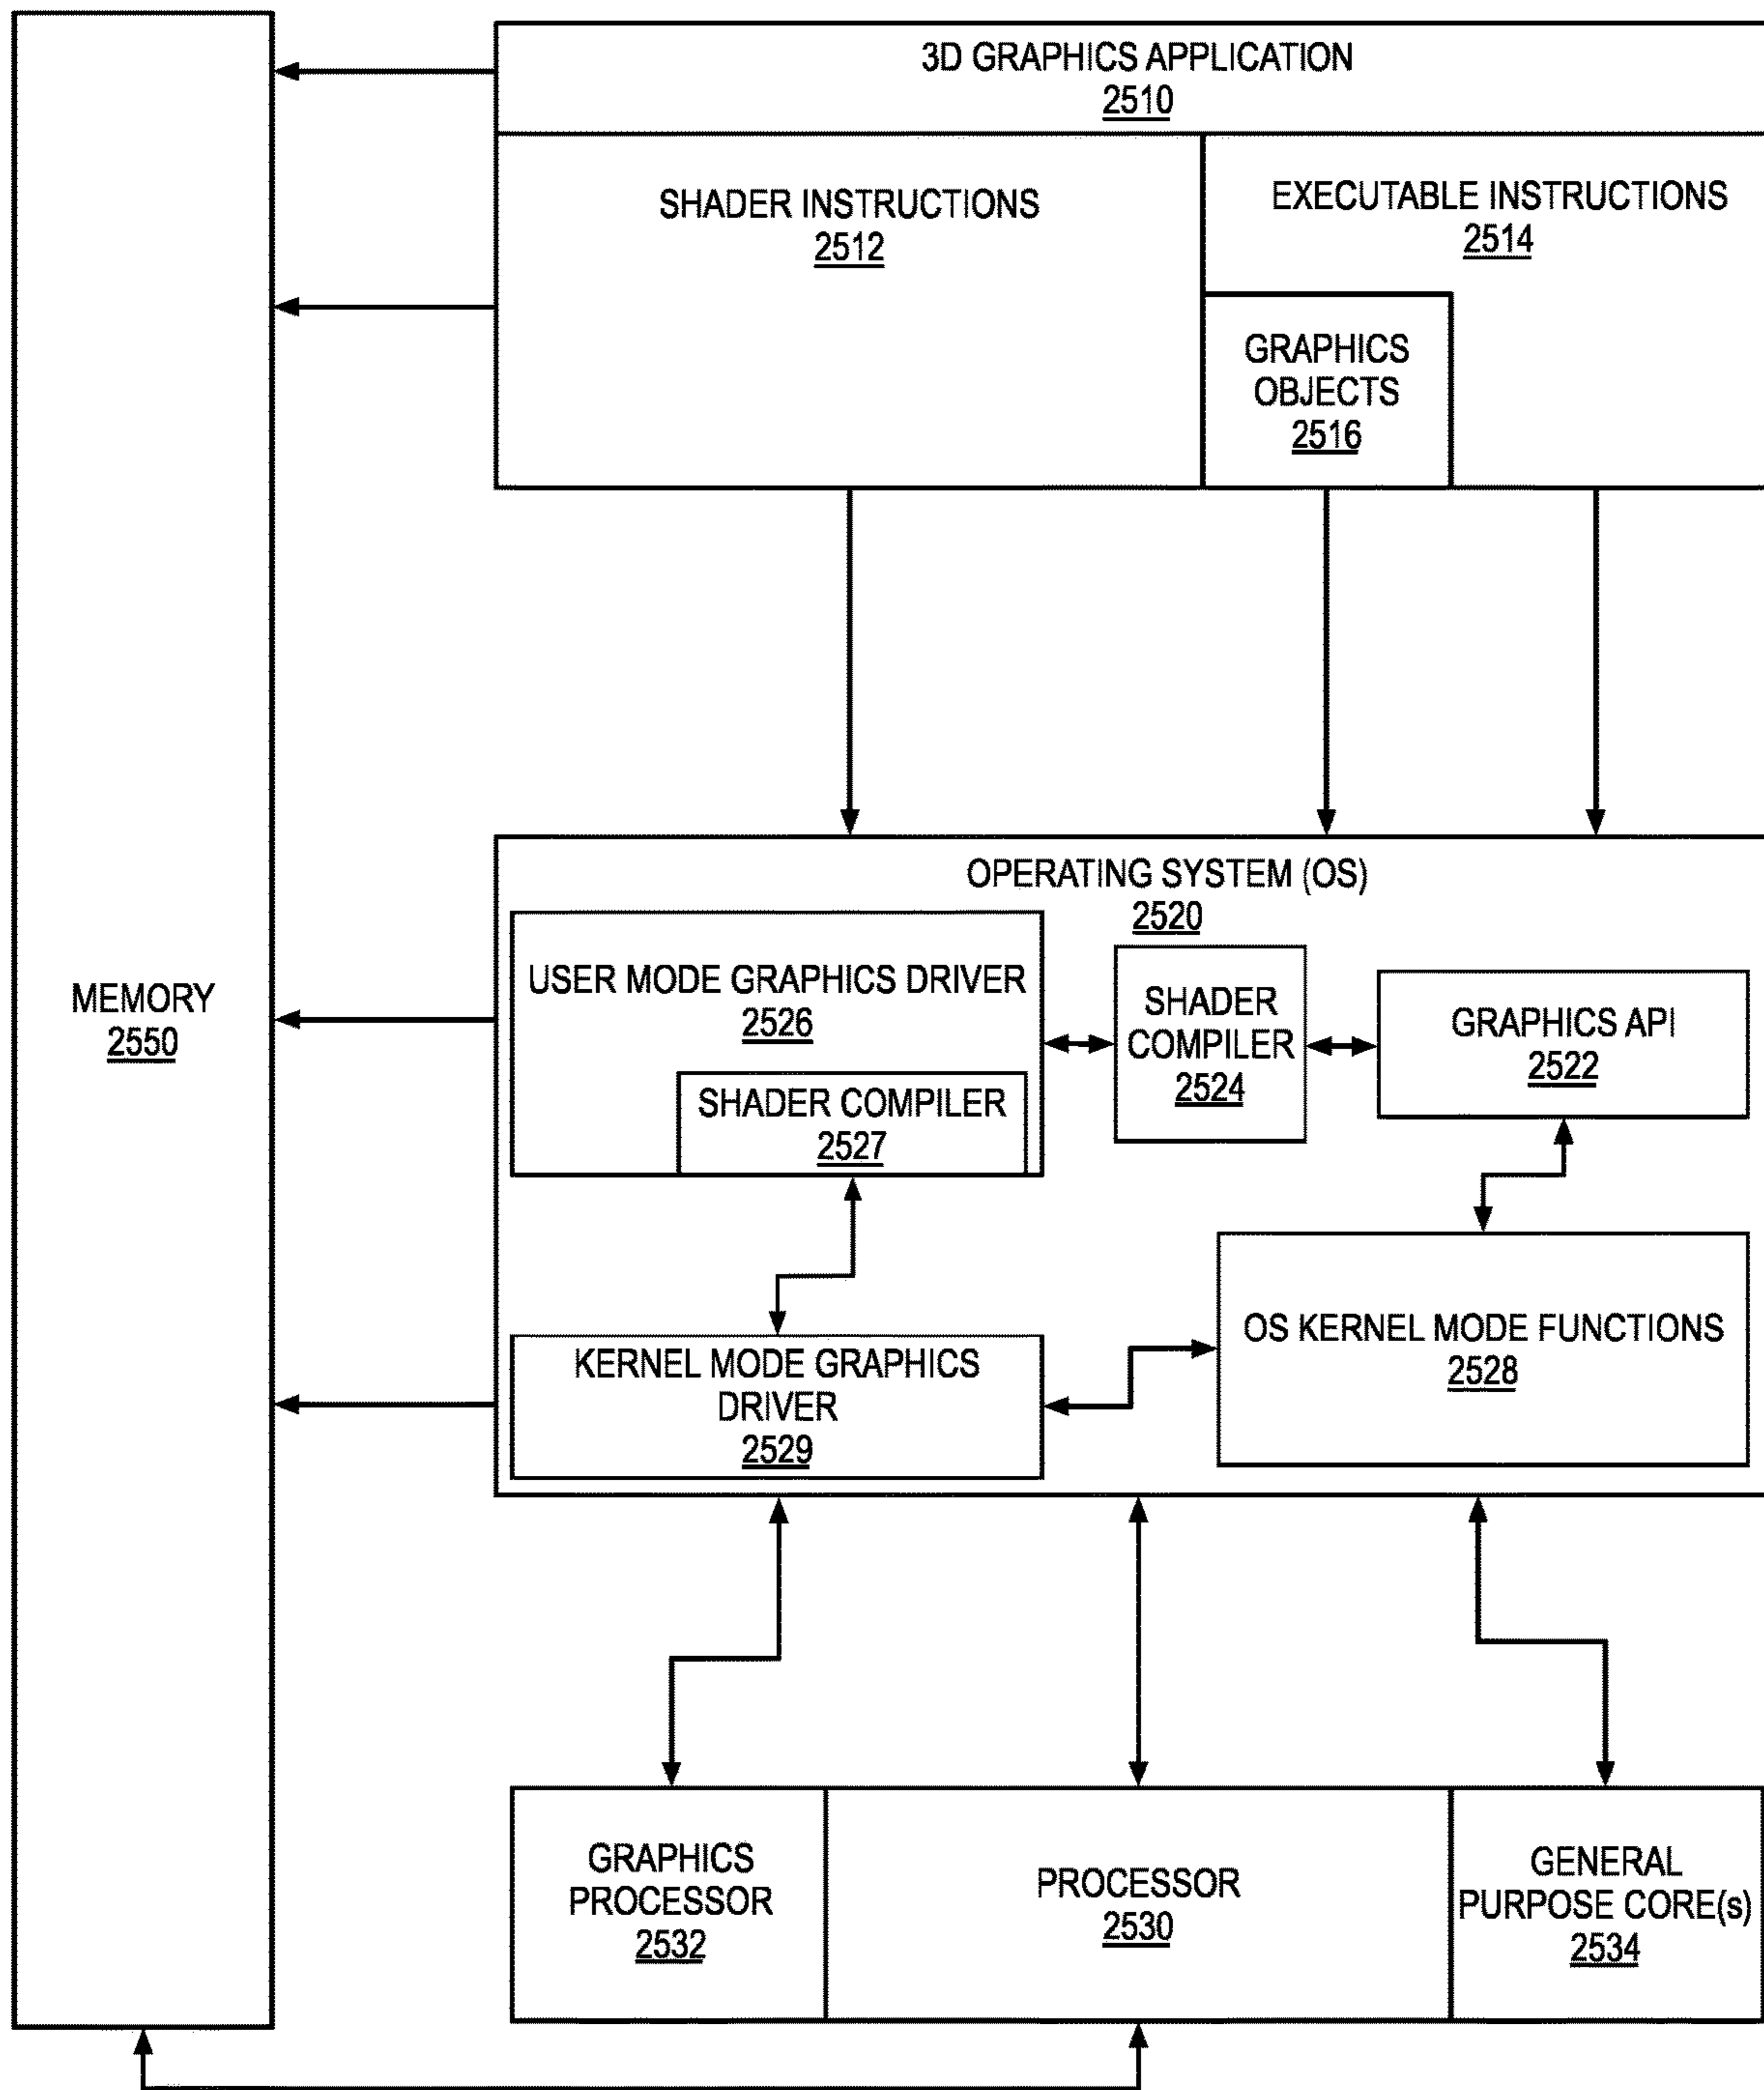 3D GRAPHICS APPLICATION
2510
SHADER INSTRUCTIONS
2512
EXECUTABLE INSTRUCTIONS
2514
GRAPHICS
OBJECTS
2516
MEMORY
2550
OPERATING SYSTEM (OS)
2520
USER MODE GRAPHICS DRIVER
2526
SHADER COMPILER
2527
SHADER
COMPILER
2524
GRAPHICS API
2522
KERNEL MODE GRAPHICS
DRIVER
2529
OS KERNEL MODE FUNCTIONS
2528
GRAPHICS
PROCESSOR
2532
PROCESSOR
2530
GENERAL
PURPOSE CORE(s)
2534